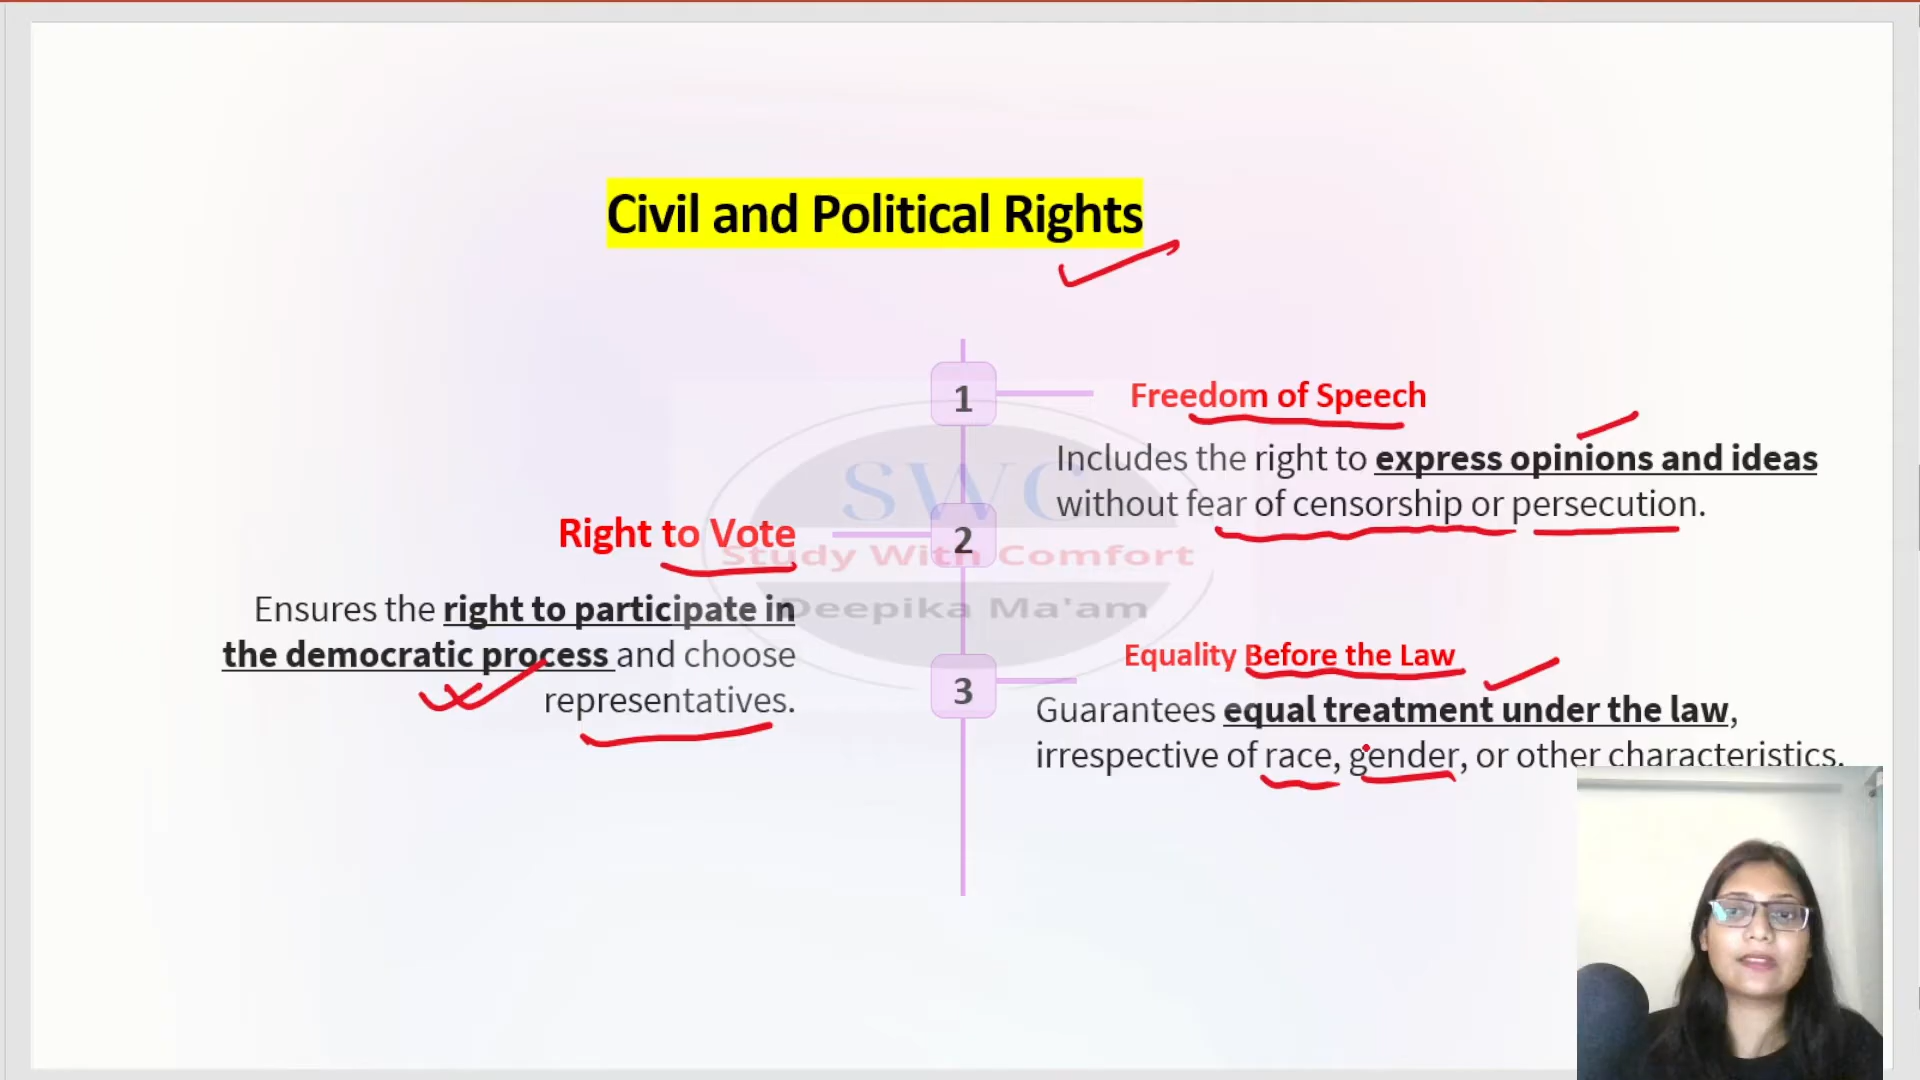 Civil and Political Rights
1
Freedom of Speech
Includes the right to express opinions and ideas
without fear of censorship or persecution.
2
Right to Vote
Ensures the right to participate in
the democratic process and choose
representatives.
3
Equality Before the Law
Guarantees equal treatment under the law,
irrespective of race, gender, or other characteristics.
SWC
Study With Comfort
Deepika Ma'am